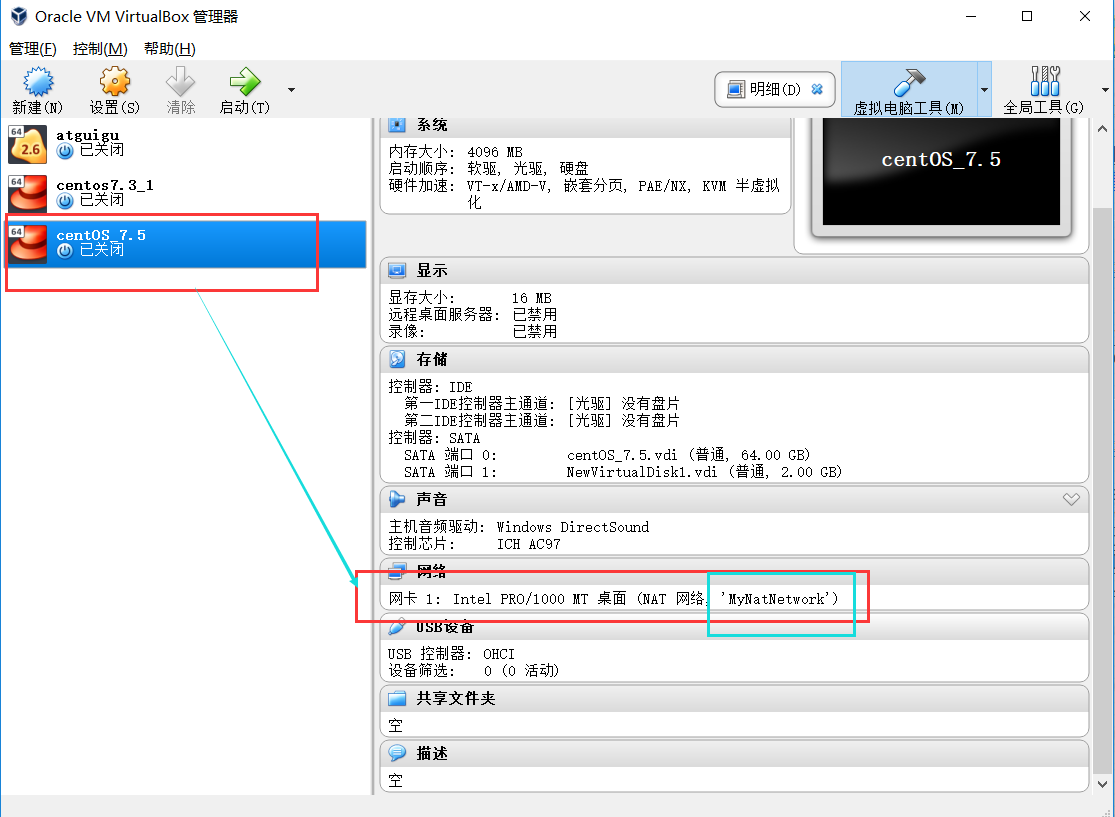 Oracle VM VirtualBox 管理器
管理(F) 控制(M) 帮助(H)
新建(N) 设置(S) 清除 启动(T) 明细(D) 虚拟电脑工具(M) 全局工具(G)
64 2.6 atguigu
已关闭
64 centos7.3_1
已关闭
64 centOS_7.5
已关闭
系统
内存大小: 4096 MB
启动顺序: 软驱, 光驱, 硬盘
硬件加速: VT-x/AMD-V, 嵌套分页, PAE/NX, KVM 半虚拟
化
centOS_7.5
显示
显存大小: 16 MB
远程桌面服务器: 已禁用
录像: 已禁用
存储
控制器: IDE
第一IDE控制器主通道: [光驱] 没有盘片
第二IDE控制器主通道: [光驱] 没有盘片
控制器: SATA
SATA 端口 0: centOS_7.5.vdi (普通, 64.00 GB)
SATA 端口 1: NewVirtualDisk1.vdi (普通, 2.00 GB)
声音
主机音频驱动: Windows DirectSound
控制芯片: ICH AC97
网络
网卡 1: Intel PRO/1000 MT 桌面 (NAT 网络, 'MyNatNetwork')
USB设备
USB 控制器: OHCI
设备筛选: 0 (0 活动)
共享文件夹
空
描述
空